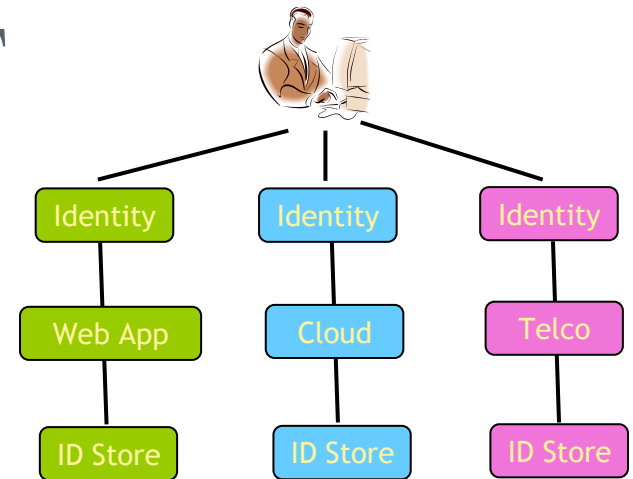 Identity
Identity
Identity
Web App
Cloud
Telco
ID Store
ID Store
ID Store